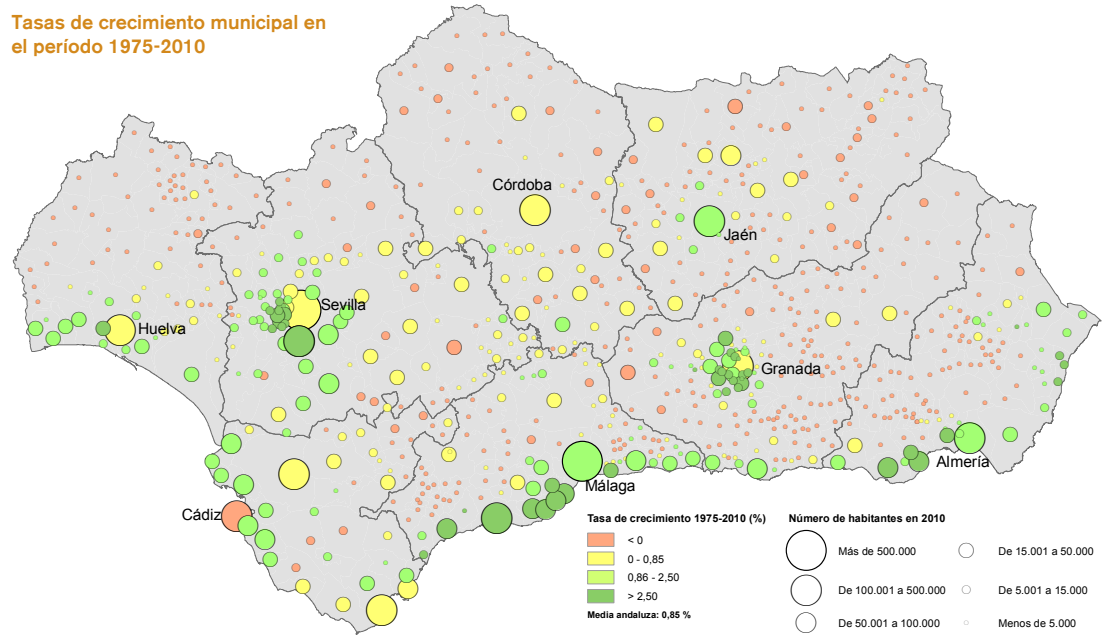 Tasas de crecimiento municipal en
el período 1975-2010
Córdoba
Jaén
Sevilla
Huelva
Granada
Almería
Málaga
Cádiz
Tasa de crecimiento 1975-2010 (%)
< 0
0 - 0,85
0,86 - 2,50
> 2,50
Media andaluza: 0,85 %
Número de habitantes en 2010
Más de 500.000
De 100.001 a 500.000
De 50.001 a 100.000
De 15.001 a 50.000
De 5.001 a 15.000
Menos de 5.000